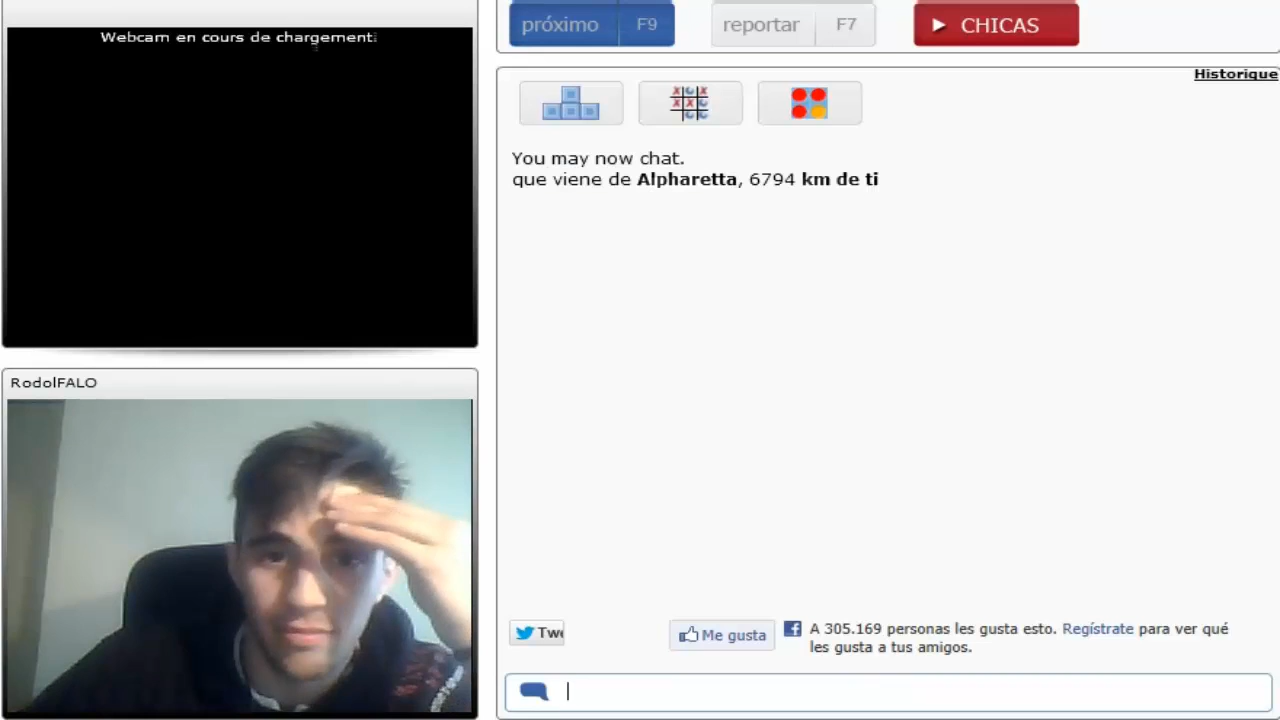 Webcam en cours de chargement:
RodolFALO
próximo F9
reportar F7
CHICAS
Historique
You may now chat.
que viene de Alpharetta, 6794 km de ti
Me gusta
A 305.169 personas les gusta esto. Regístrate para ver qué
les gusta a tus amigos.